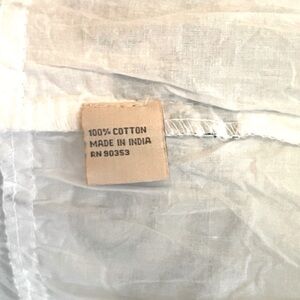 100% COTTON
MADE IN INDIA
RN 90353